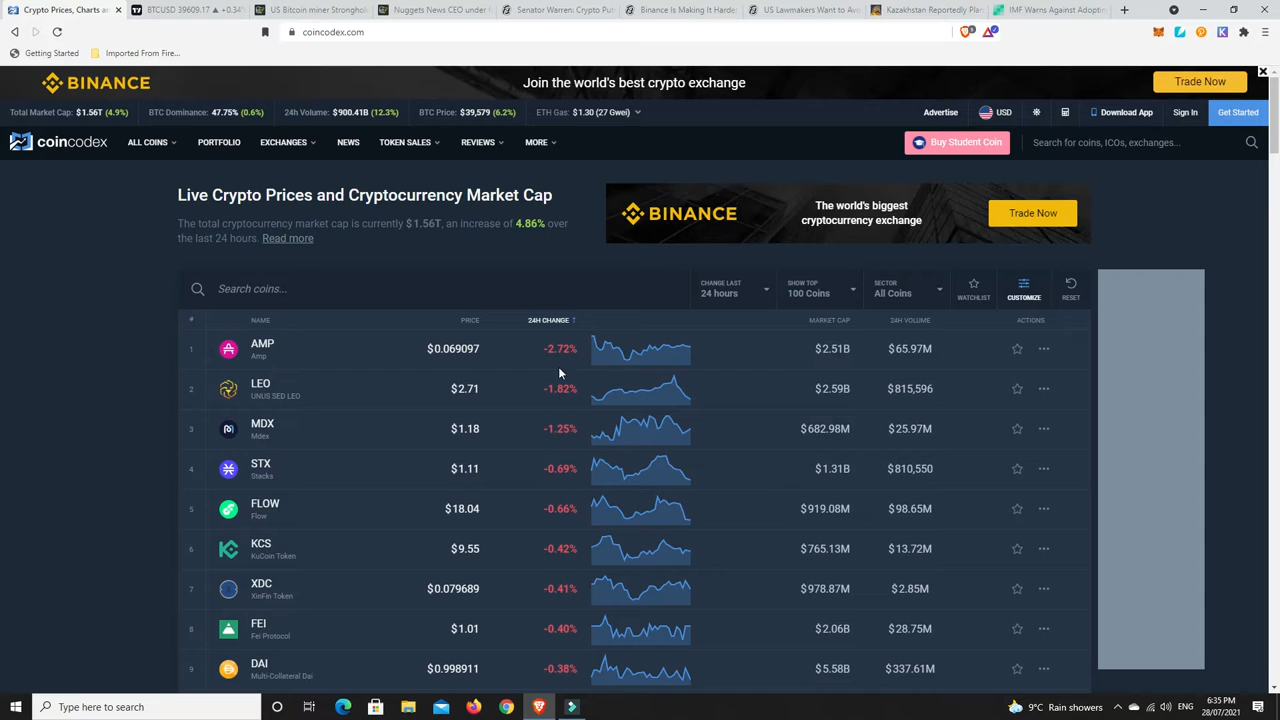 Crypto Prices, Charts a
BTCUSD 39609.17 ▲ +0.34
US Bitcoin miner Stronghol
Nuggets News CEO under f
Senator Warren: Crypto Put
Binance Is Making It Harde
US Lawmakers Want to Avo
Kazakhstan Reportedly Plan
IMF Warns Against Adoptin
coincodex.com
Getting Started
Imported From Fire...
BINANCE
Join the world's best crypto exchange
Trade Now
Total Market Cap: $1.56T (4.9%)
BTC Dominance: 47.75% (0.6%)
24h Volume: $900.41B (12.3%)
BTC Price: $39,579 (6.2%)
ETH Gas: $1.30 (27 Gwei)
Advertise
USD
Download App
Sign In
Get Started
coincodex
ALL COINS
PORTFOLIO
EXCHANGES
NEWS
TOKEN SALES
REVIEWS
MORE
Buy Student Coin
Search for coins, ICOs, exchanges...
Live Crypto Prices and Cryptocurrency Market Cap
The total cryptocurrency market cap is currently $1.56T, an increase of 4.86% over
the last 24 hours. Read more
BINANCE
The world's biggest
cryptocurrency exchange
Trade Now
Search coins...
CHANGE LAST
24 hours
SHOW TOP
100 Coins
SECTOR
All Coins
WATCHLIST
CUSTOMIZE
RESET
# NAME PRICE 24H CHANGE ↑ MARKET CAP 24H VOLUME ACTIONS
1 AMP $0.069097 -2.72% $2.51B $65.97M
Amp
2 LEO $2.71 -1.82% $2.59B $815,596
UNUS SED LEO
3 MDX $1.18 -1.25% $682.98M $25.97M
Mdex
4 STX $1.11 -0.69% $1.31B $810,550
Stacks
5 FLOW $18.04 -0.66% $919.08M $98.65M
Flow
6 KCS $9.55 -0.42% $765.13M $13.72M
KuCoin Token
7 XDC $0.079689 -0.41% $978.87M $2.85M
XinFin Token
8 FEI $1.01 -0.40% $2.06B $28.75M
Fei Protocol
9 DAI $0.998911 -0.38% $5.58B $337.61M
Multi-Collateral Dai
Type here to search
9°C Rain showers
6:35 PM
28/07/2021